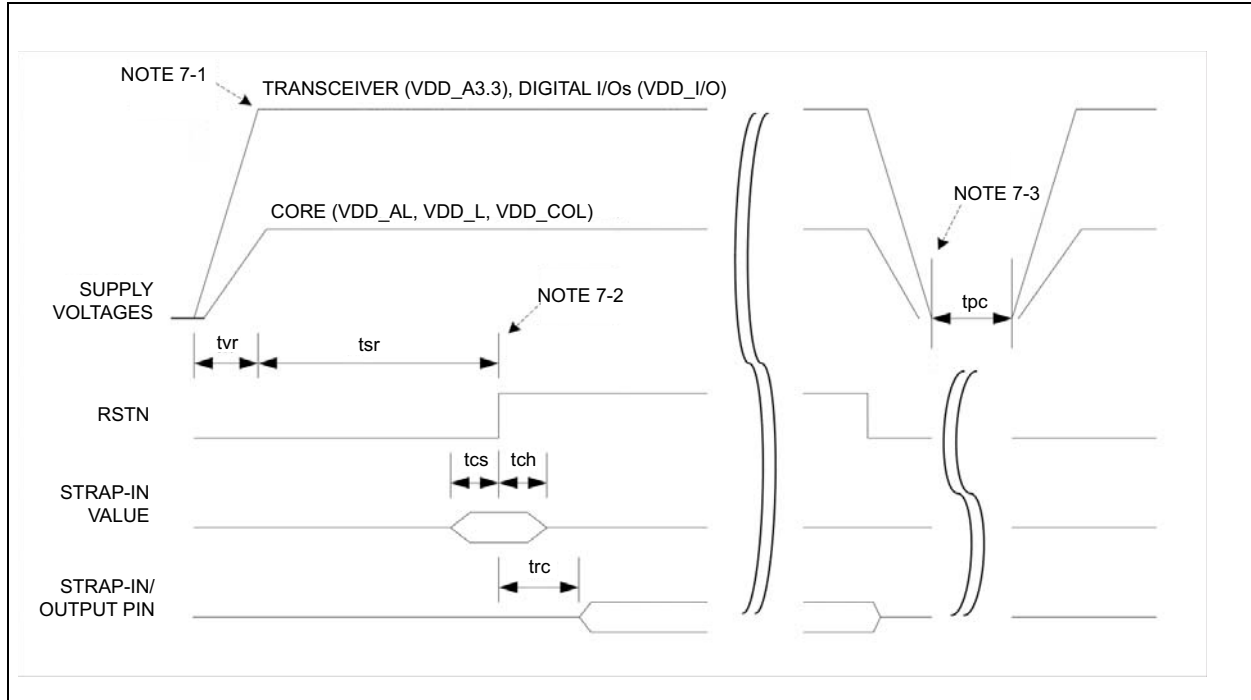 NOTE 7-1
TRANSCEIVER (VDD_A3.3), DIGITAL I/Os (VDD_I/O)
NOTE 7-3
CORE (VDD_AL, VDD_L, VDD_COL)
SUPPLY
VOLTAGES
NOTE 7-2
tpc
tvr
tsr
RSTN
tcs
tch
STRAP-IN
VALUE
trc
STRAP-IN/
OUTPUT PIN